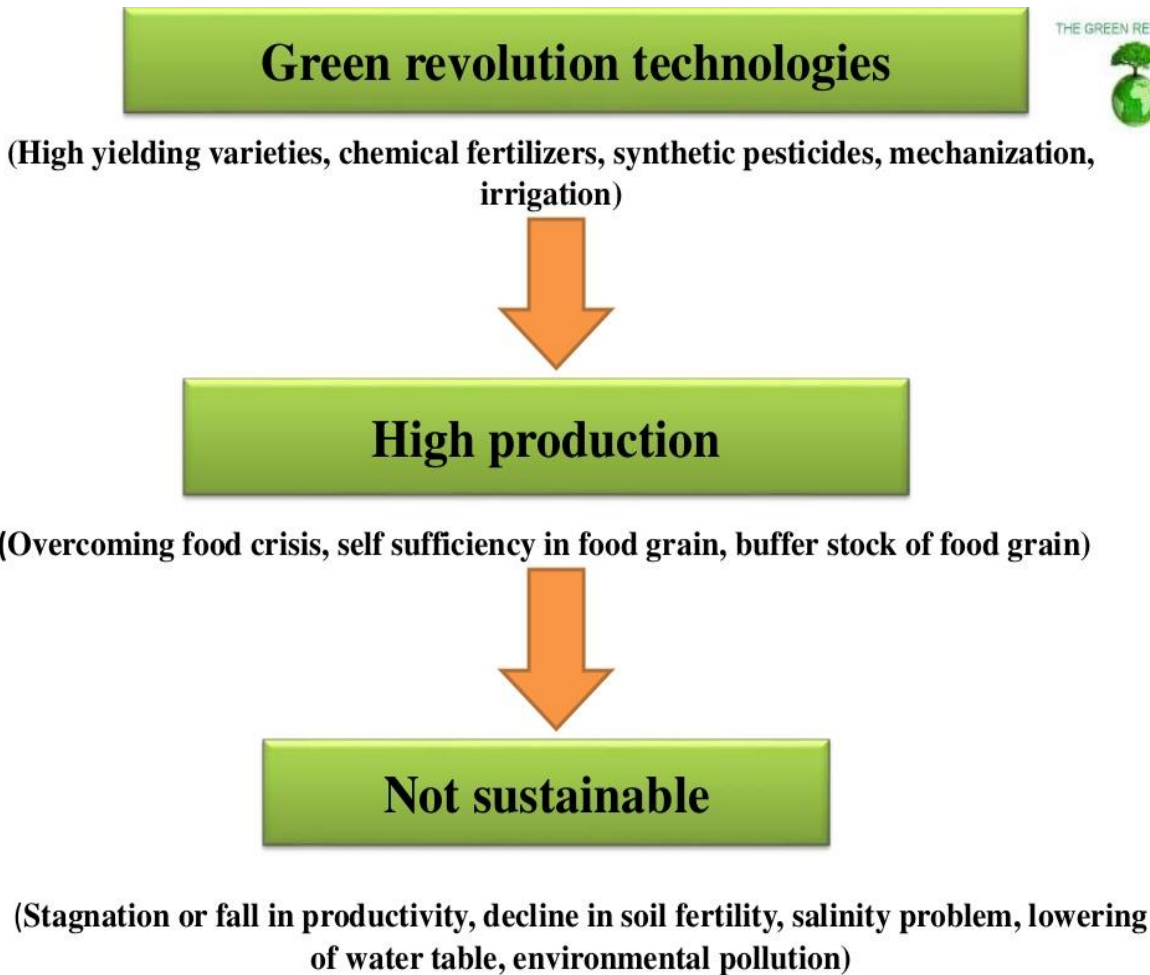 Green revolution technologies
THE GREEN RE
(High yielding varieties, chemical fertilizers, synthetic pesticides, mechanization,
irrigation)
High production
(Overcoming food crisis, self sufficiency in food grain, buffer stock of food grain)
Not sustainable
(Stagnation or fall in productivity, decline in soil fertility, salinity problem, lowering
of water table, environmental pollution)